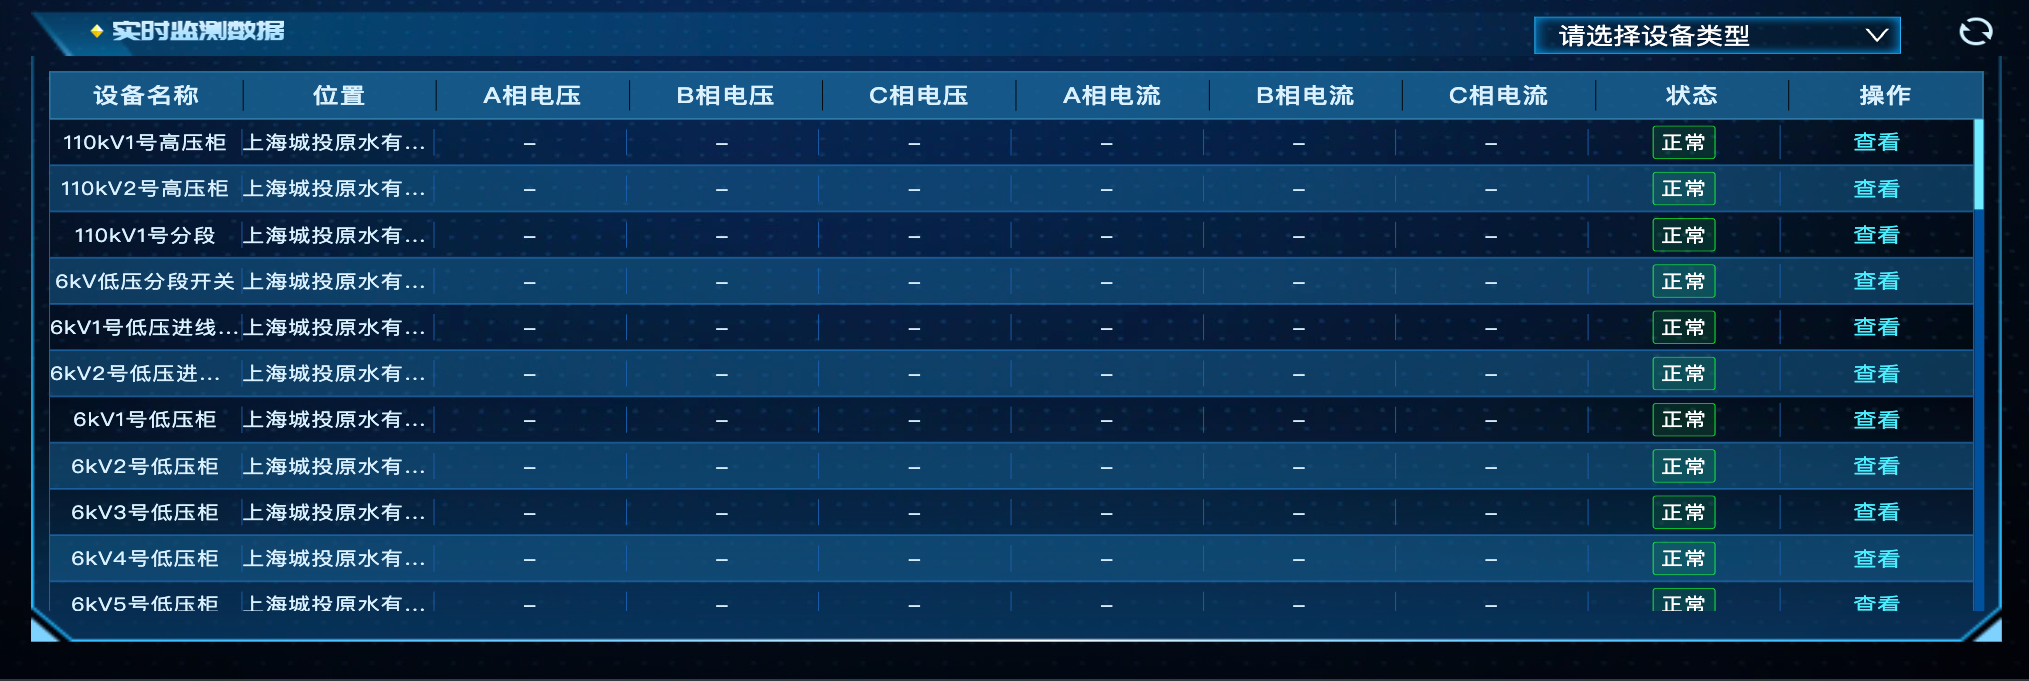 实时监测数据
请选择设备类型
设备名称 位置 A相电压 B相电压 C相电压 A相电流 B相电流 C相电流 状态 操作
110kV1号高压柜 上海城投原水有... – – – – – – 正常 查看
110kV2号高压柜 上海城投原水有... – – – – – – 正常 查看
110kV1号分段 上海城投原水有... – – – – – – 正常 查看
6kV低压分段开关 上海城投原水有... – – – – – – 正常 查看
6kV1号低压进线... 上海城投原水有... – – – – – – 正常 查看
6kV2号低压进... 上海城投原水有... – – – – – – 正常 查看
6kV1号低压柜 上海城投原水有... – – – – – – 正常 查看
6kV2号低压柜 上海城投原水有... – – – – – – 正常 查看
6kV3号低压柜 上海城投原水有... – – – – – – 正常 查看
6kV4号低压柜 上海城投原水有... – – – – – – 正常 查看
6kV5号低压柜 上海城投原水有... – – – – – – 正常 查看